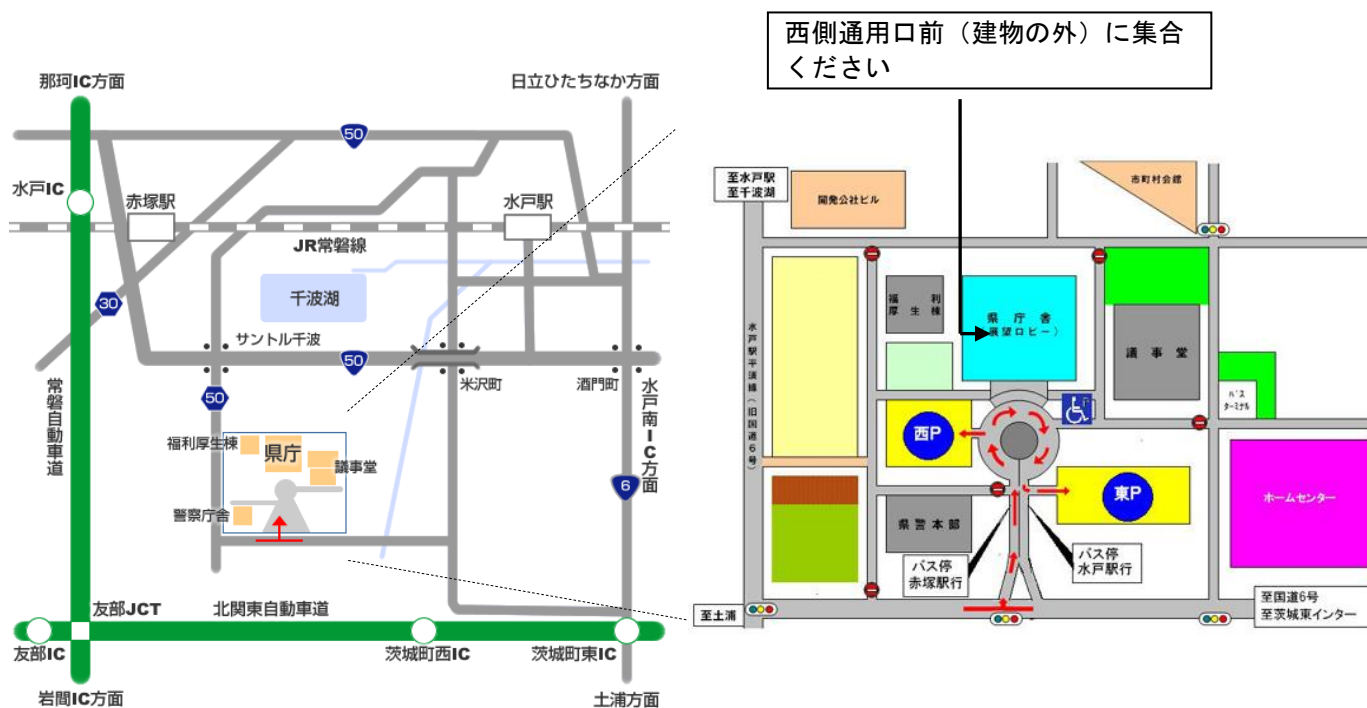 西側通用口前（建物の外）に集合
ください
那珂IC方面
日立ひたちなか方面
50
水戸IC
赤塚駅
水戸駅
JR常磐線
千波湖
30
サントル千波
50
米沢町
酒門町
常磐自動車道
50
水戸南IC方面
福利厚生棟
県庁
議事堂
6
警察庁舎
友部JCT
北関東自動車道
友部IC
茨城町西IC
茨城町東IC
岩間IC方面
土浦方面
至水戸駅
至千波湖
開発公社ビル
市町村会館
福利
厚生棟
県庁舎
展望ロビー）
議事堂
水戸駅平須線（旧国道6号）
バス
ターミナル
西P
東P
ホームセンター
県警本部
バス停
赤塚駅行
バス停
水戸駅行
至土浦
至国道6号
至茨城東インター